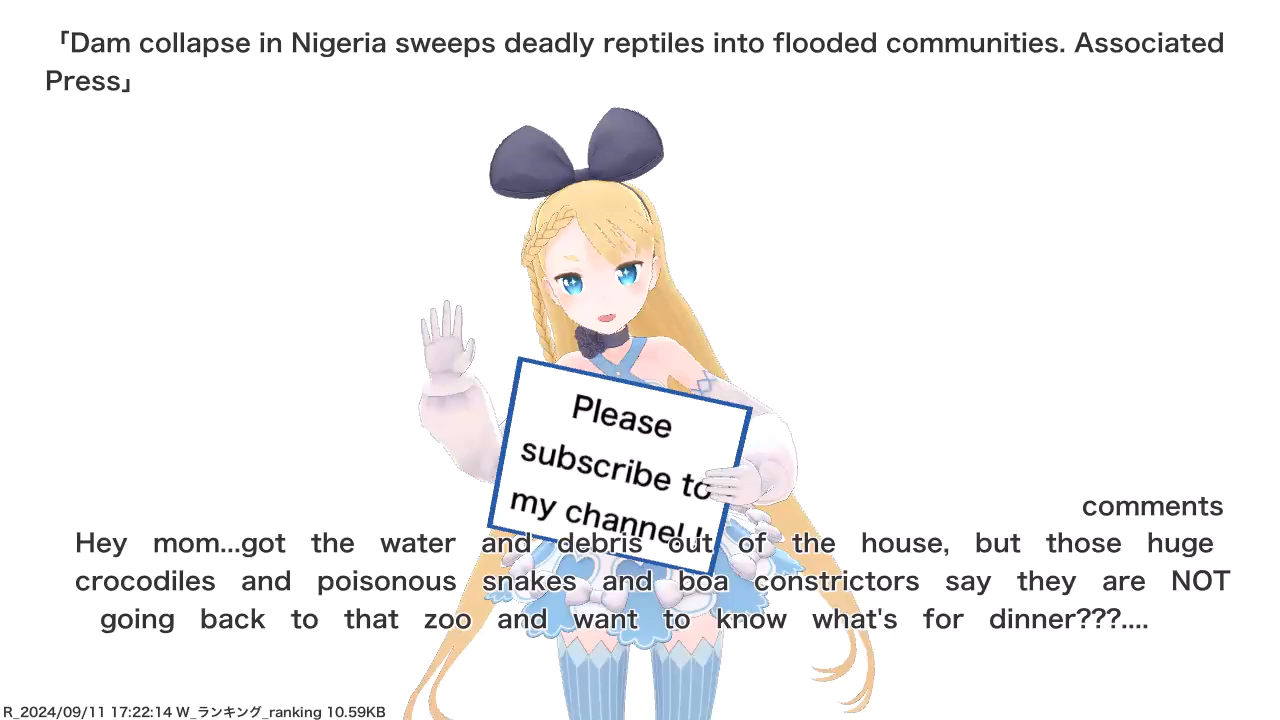 「Dam collapse in Nigeria sweeps deadly reptiles into flooded communities. Associated
Press」
Please
subscribe to
my channel !
comments
Hey mom...got the water and debris out of the house, but those huge
crocodiles and poisonous snakes and boa constrictors say they are NOT
going back to that zoo and want to know what's for dinner???....
R_2024/09/11 17:22:14 W_ランキング_ranking 10.59KB